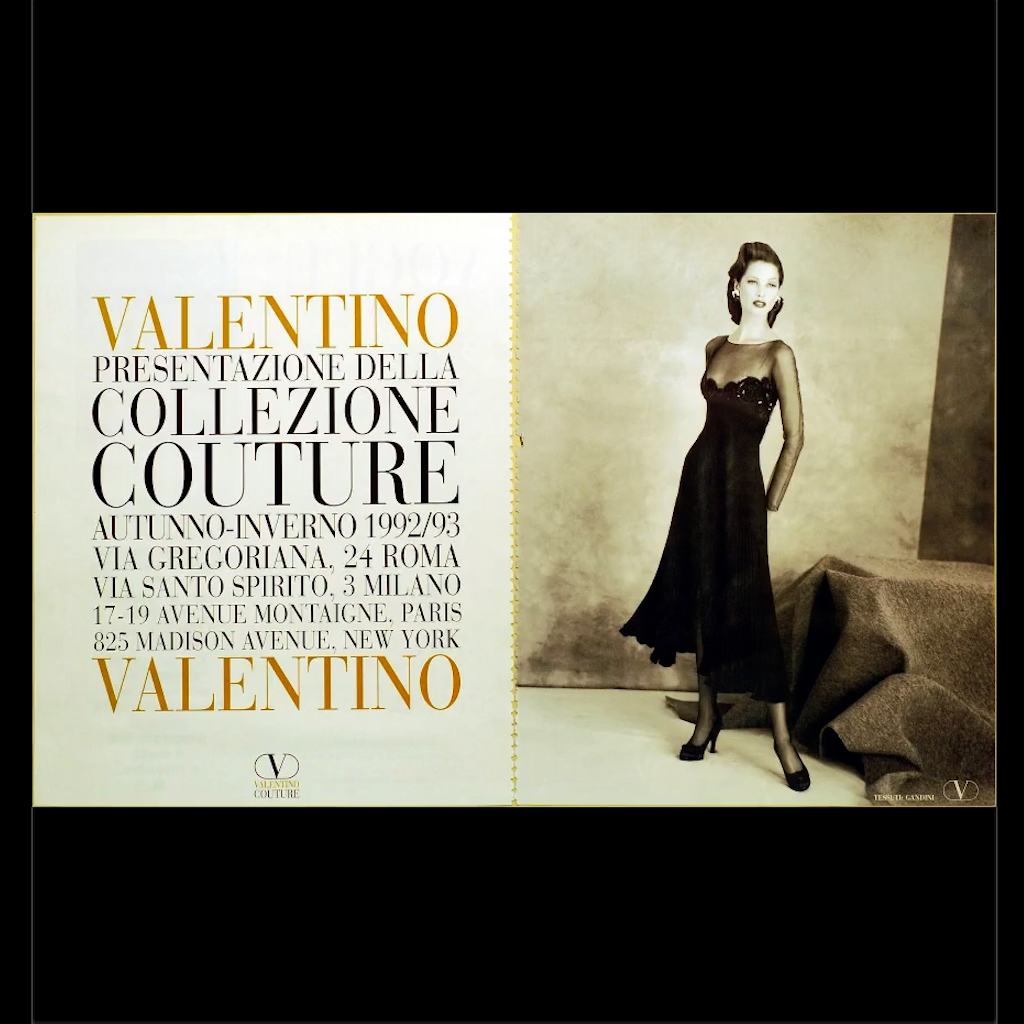 VALENTINO
PRESENTAZIONE DELLA
COLLEZIONE
COUTURE
AUTUNNO-INVERNO 1992/93
VIA GREGORIANA, 24 ROMA
VIA SANTO SPIRITO, 3 MILANO
17-19 AVENUE MONTAIGNE, PARIS
825 MADISON AVENUE, NEW YORK
VALENTINO
V
VALENTINO
COUTURE
TESSUTI: GANDINI
V